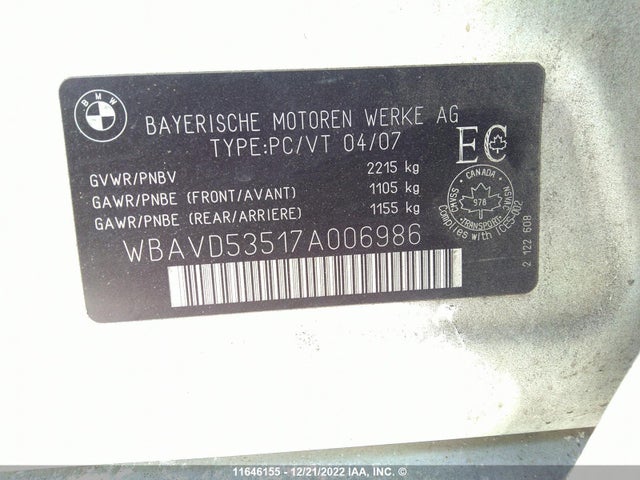 BMW
BAYERISCHE MOTOREN WERKE AG
TYPE:PC/VT 04/07
EC
GVWR/PNBV 2215 kg
GAWR/PNBE (FRONT/AVANT) 1105 kg
GAWR/PNBE (REAR/ARRIERE) 1155 kg
WBAVD53517A006986
CANADA
978
TRANSPORT
Complies with
2 122 608
11646155 - 12/21/2022 IAA, INC. ©